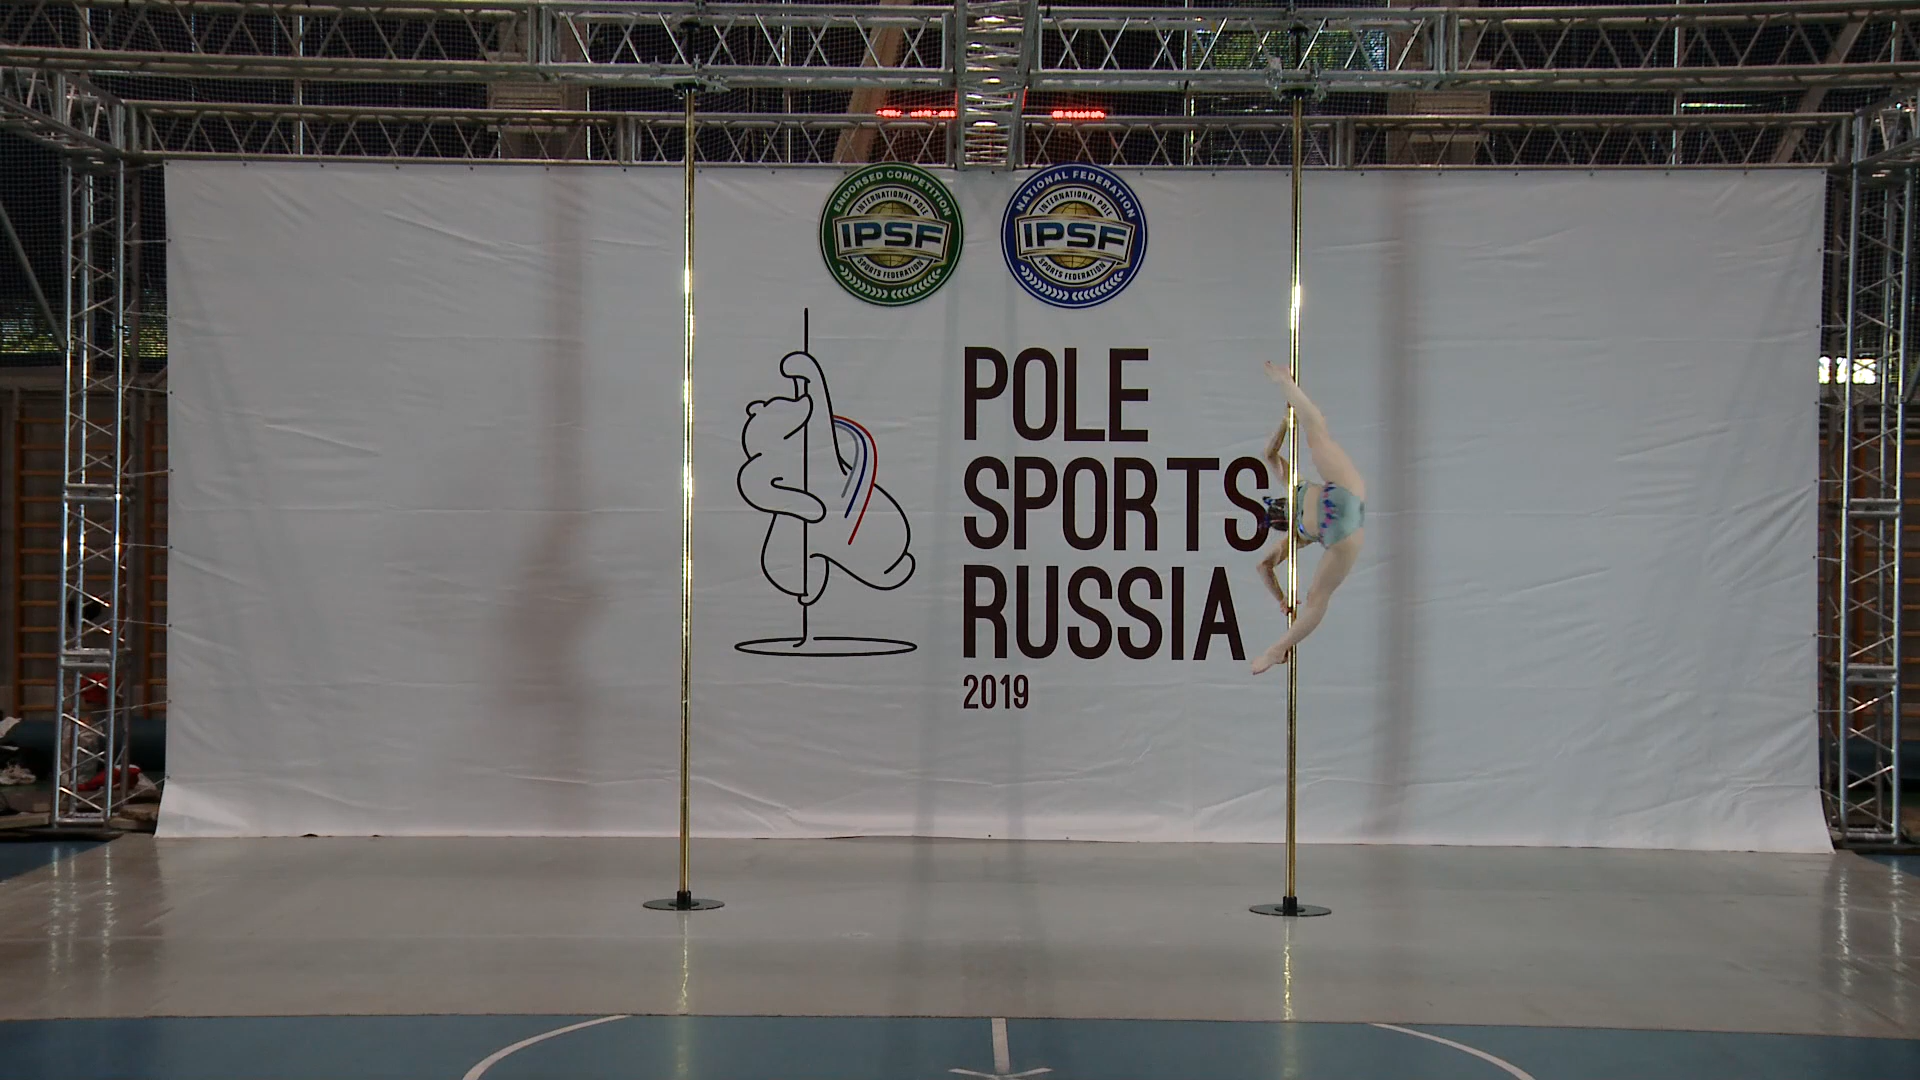 ENDORSED COMPETITION
INTERNATIONAL POLE
IPSF
SPORTS FEDERATION
NATIONAL FEDERATION
INTERNATIONAL POLE
IPSF
SPORTS FEDERATION
POLE
SPORTS
RUSSIA
2019